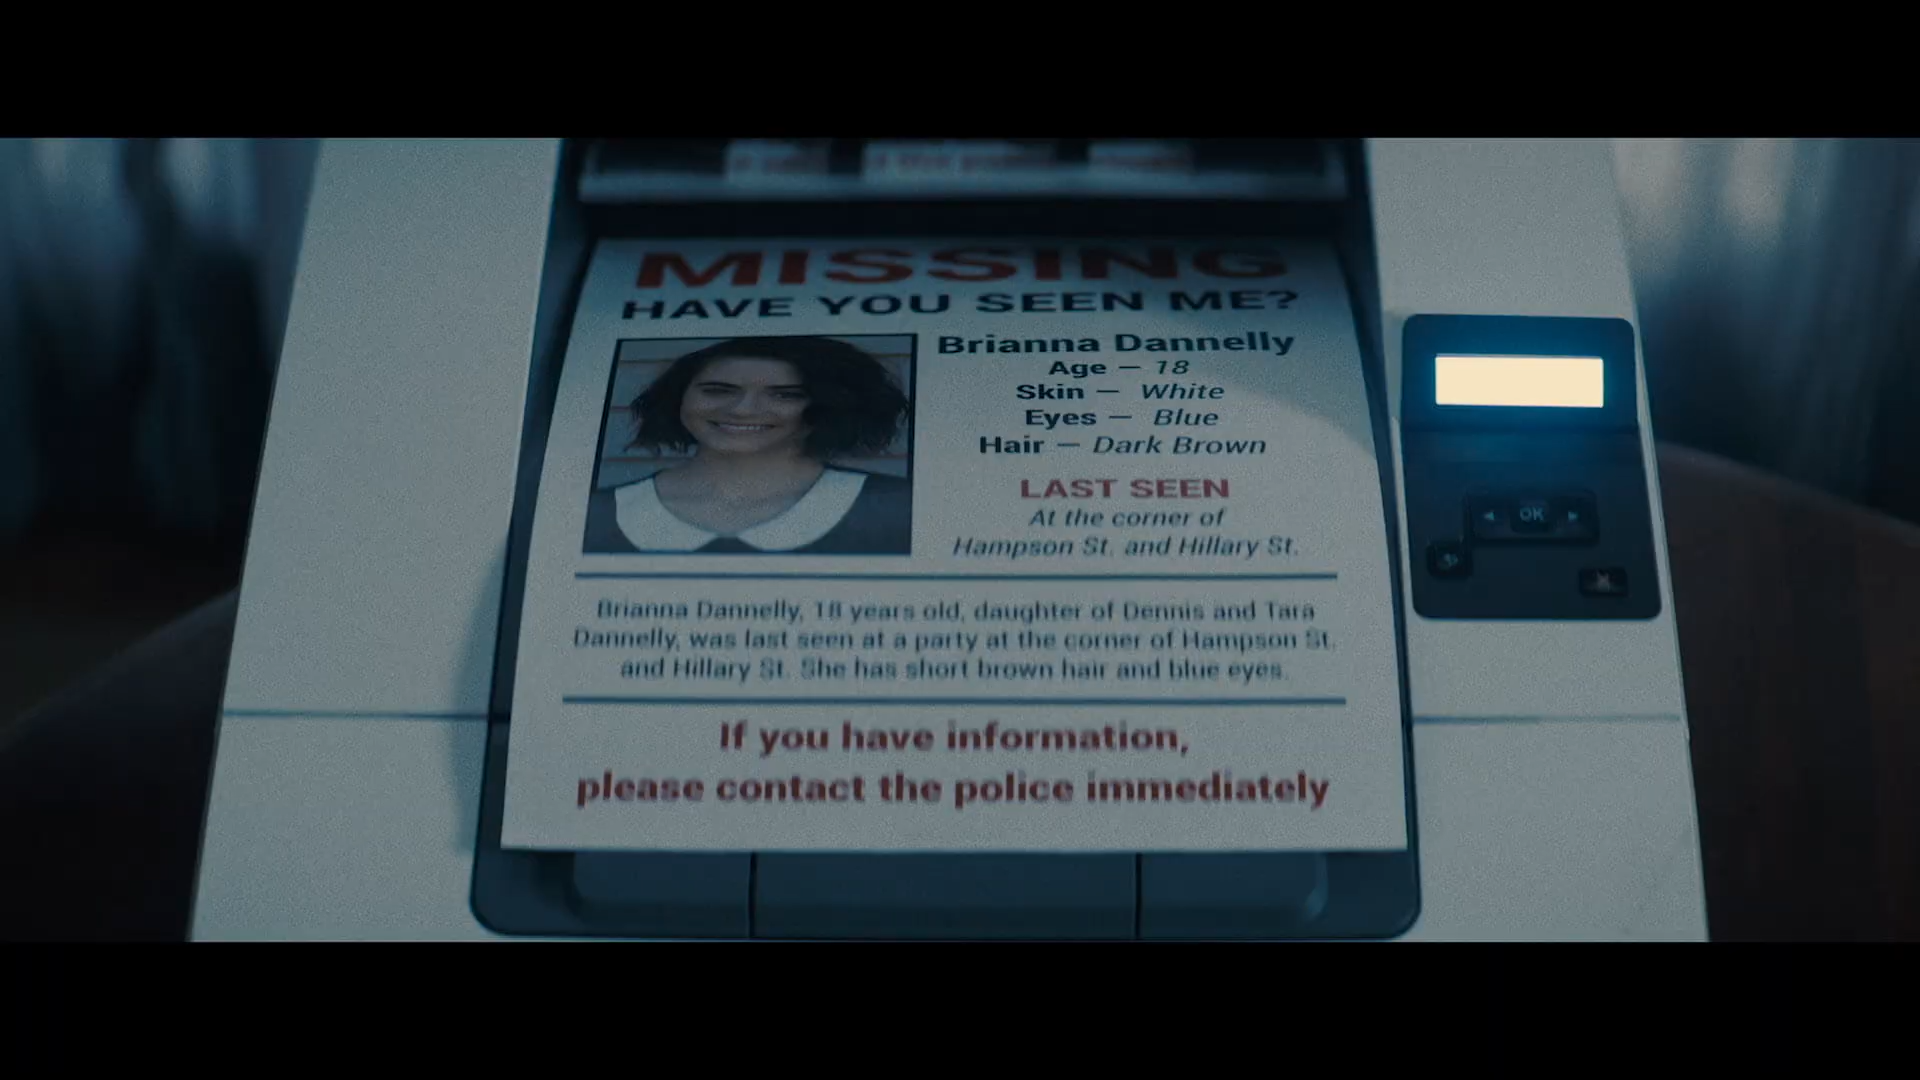 MISSING
HAVE YOU SEEN ME?
Brianna Dannelly
Age — 18
Skin — White
Eyes — Blue
Hair — Dark Brown
LAST SEEN
At the corner of
Hampson St. and Hillary St.
Brianna Dannelly, 18 years old, daughter of Dennis and Tara
Dannelly, was last seen at a party at the corner of Hampson St.
and Hillary St. She has short brown hair and blue eyes.
If you have information,
please contact the police immediately
OK